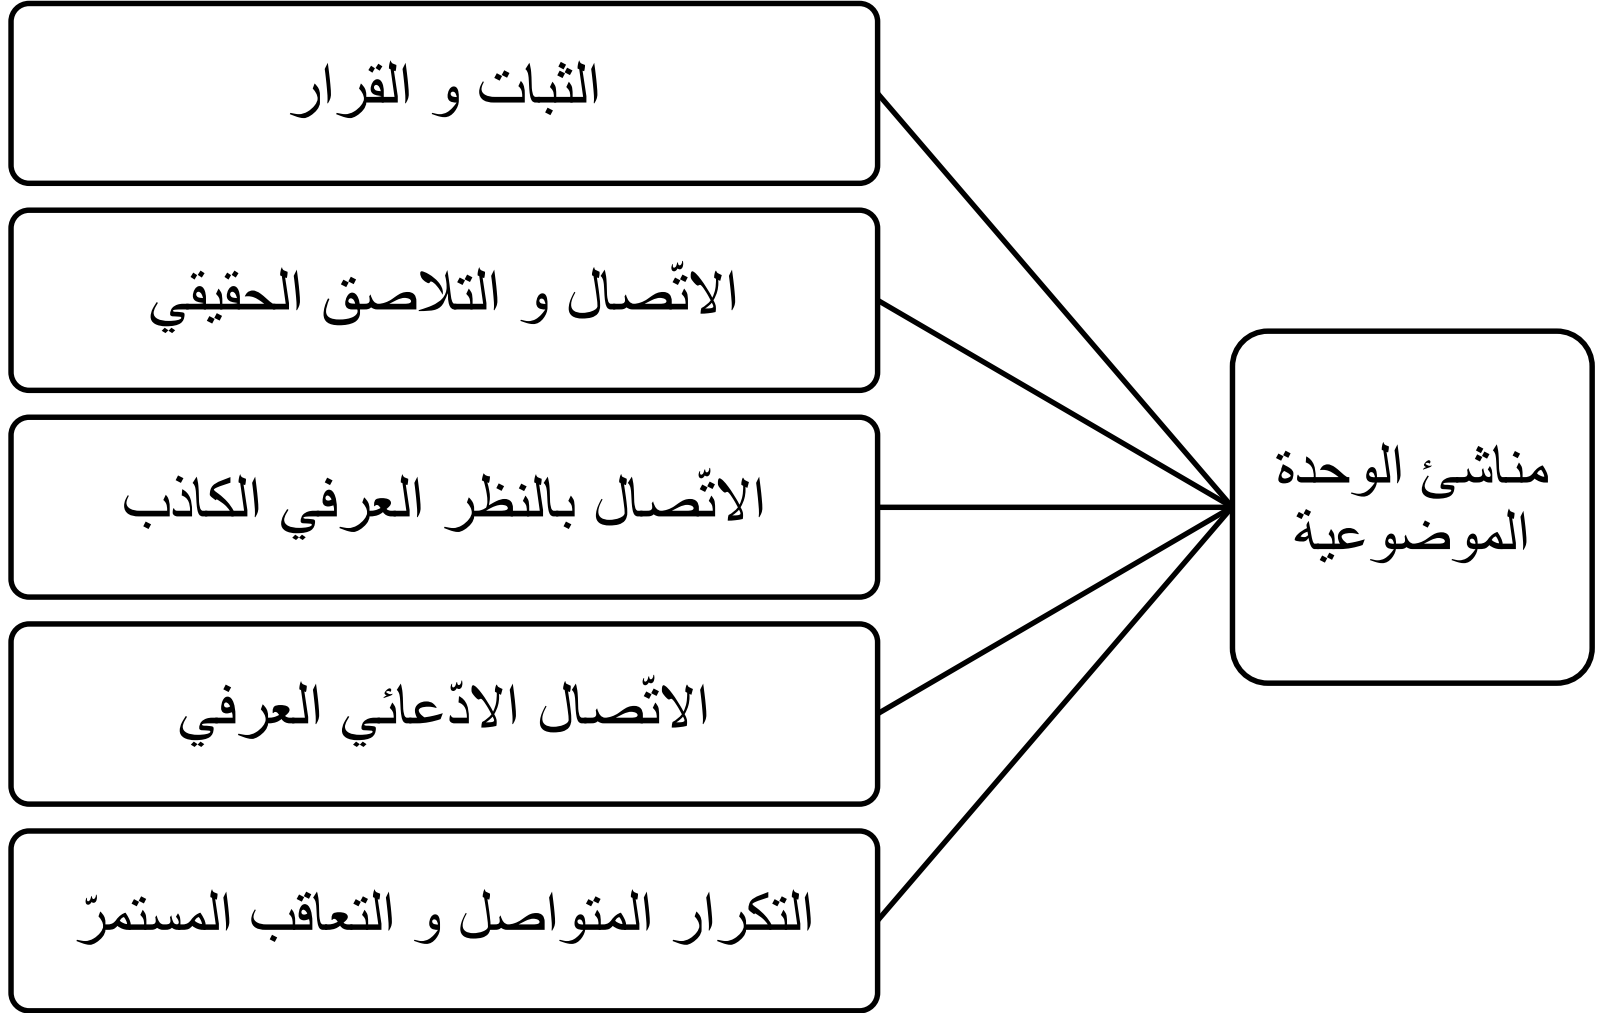 مناشئ الوحدة
الموضوعية
الثبات و القرار
الاتّصال و التلاصق الحقيقي
الاتّصال بالنظر العرفي الكاذب
الاتّصال الادّعائي العرفي
التكرار المتواصل و التعاقب المستمرّ